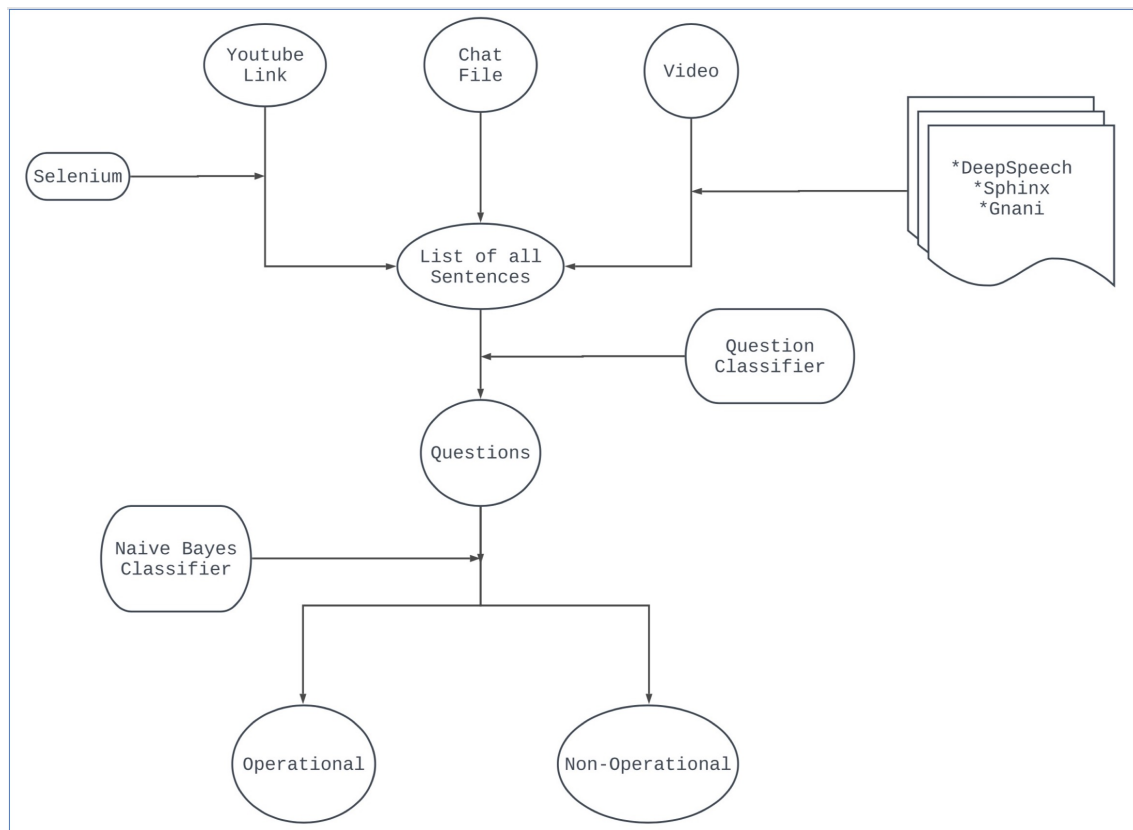 Youtube
Link
Chat
File
Video
Selenium
*DeepSpeech
*Sphinx
*Gnani
List of all
Sentences
Question
Classifier
Questions
Naive Bayes
Classifier
Operational
Non-Operational